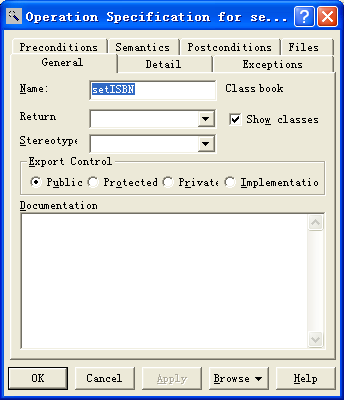 Operation Specification for se...
Preconditions Semantics Postconditions Files
General Detail Exceptions
Name: setISBN Class book
Return Show classes
Stereotype
Export Control
Public Protected Private Implementatio
Documentation
OK Cancel Apply Browse Help